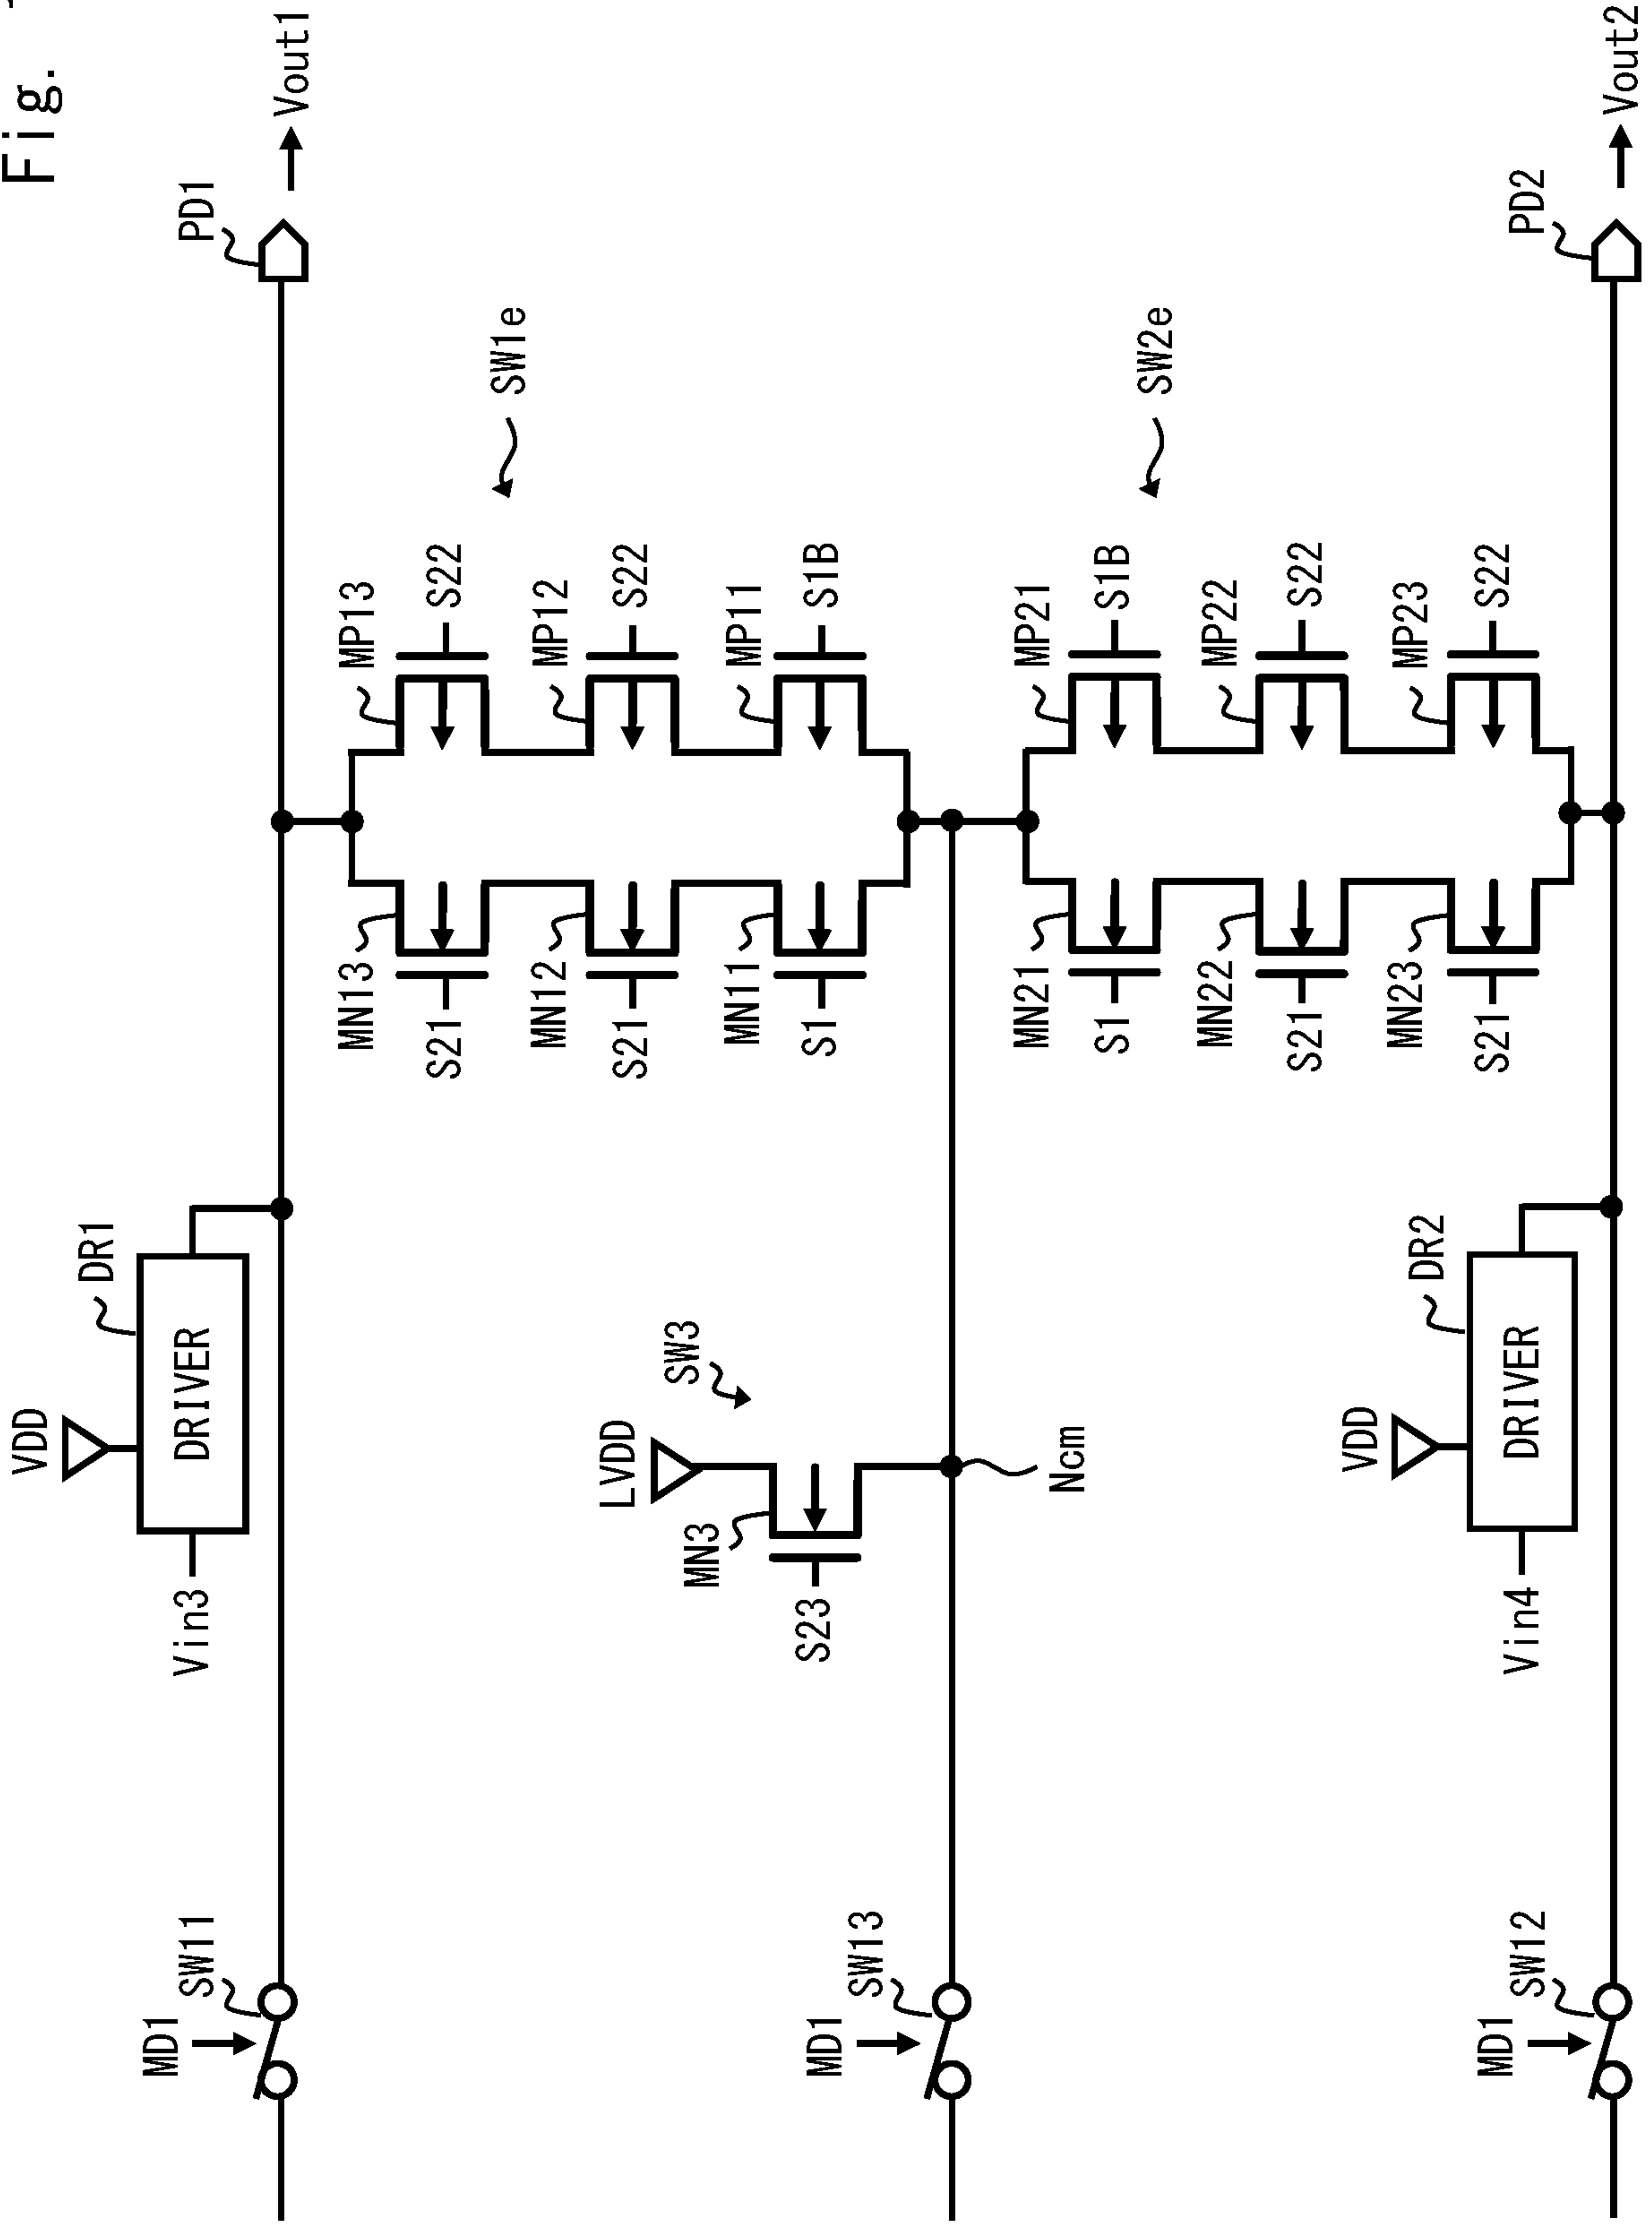 Fig. 1
VDD
DR1
DRIVER
Vin3
MD1
SW11
PD1
Vout1
MN13
S21
MP13
S22
MN12
S21
MP12
S22
MN11
S1
MP11
S1B
SW1e
LVDD
SW3
MN3
S23
Ncm
MD1
SW13
MN21
S1
MP21
S1B
MN22
S21
MP22
S22
MN23
S21
MP23
S22
SW2e
VDD
DR2
DRIVER
Vin4
MD1
SW12
PD2
Vout2